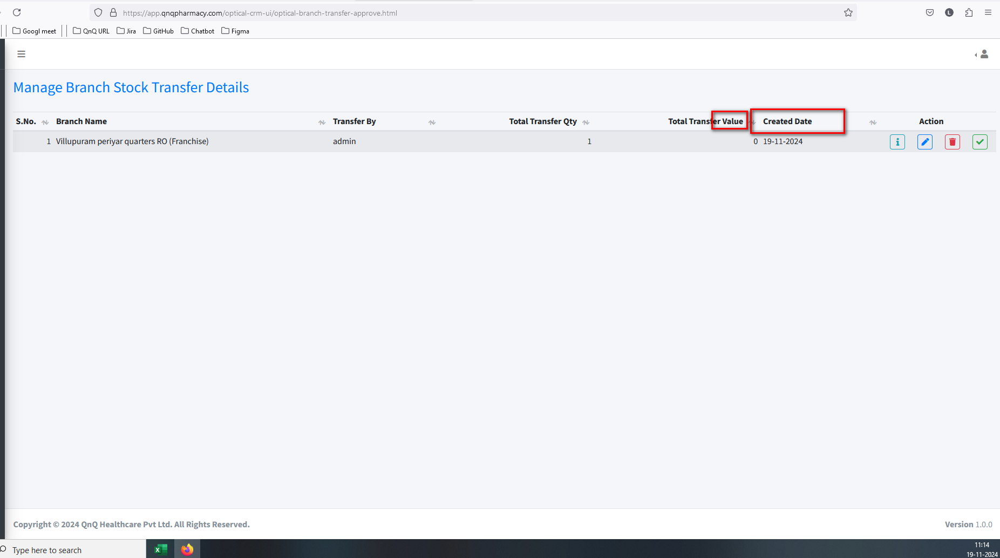 https://app.qnqpharmacy.com/optical-crm-ui/optical-branch-transfer-approve.html
L
Googl meet QnQ URL Jira GitHub Chatbot Figma
Manage Branch Stock Transfer Details
S.No. Branch Name Transfer By Total Transfer Qty Total Transfer Value Created Date Action
1 Villupuram periyar quarters RO (Franchise) admin 1 0 19-11-2024
Copyright © 2024 QnQ Healthcare Pvt Ltd. All Rights Reserved. Version 1.0.0
Type here to search
11:14
19-11-2024